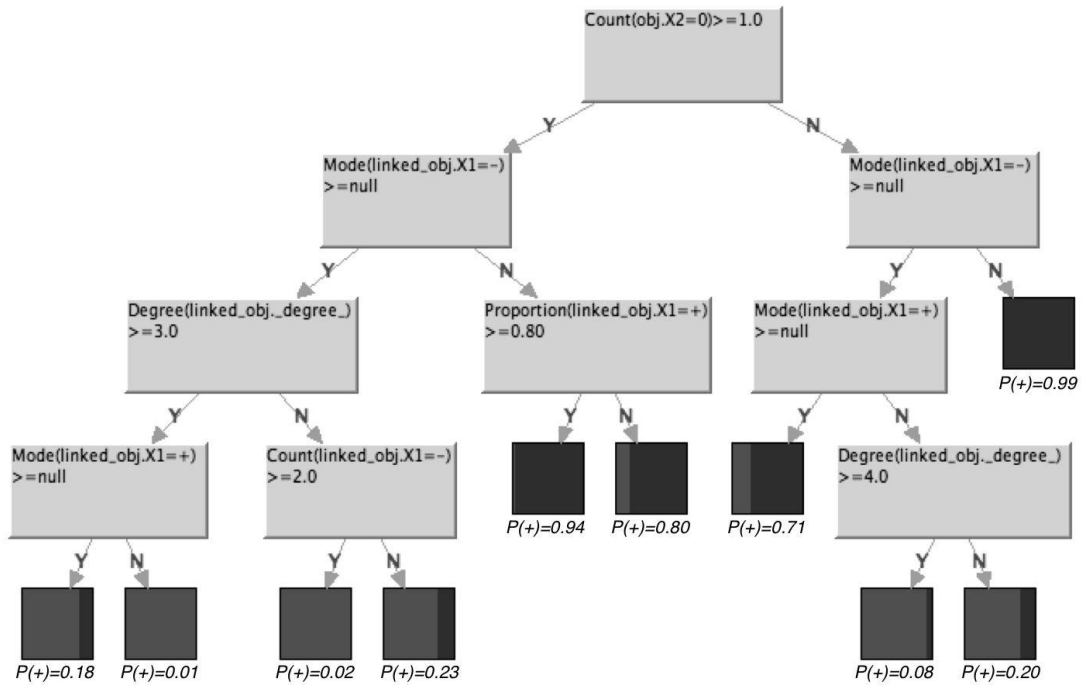 Count(obj.X2=0)>=1.0
Y
N
Mode(linked_obj.X1=-)
>=null
Mode(linked_obj.X1=-)
>=null
Y
N
Y
N
Degree(linked_obj._degree_)
>=3.0
Proportion(linked_obj.X1=+)
>=0.80
Mode(linked_obj.X1=+)
>=null
P(+)=0.99
Y
N
Y
N
Y
N
Mode(linked_obj.X1=+)
>=null
Count(linked_obj.X1=-)
>=2.0
P(+)=0.94
P(+)=0.80
P(+)=0.71
Degree(linked_obj._degree_)
>=4.0
Y
N
Y
N
Y
N
P(+)=0.18
P(+)=0.01
P(+)=0.02
P(+)=0.23
P(+)=0.08
P(+)=0.20